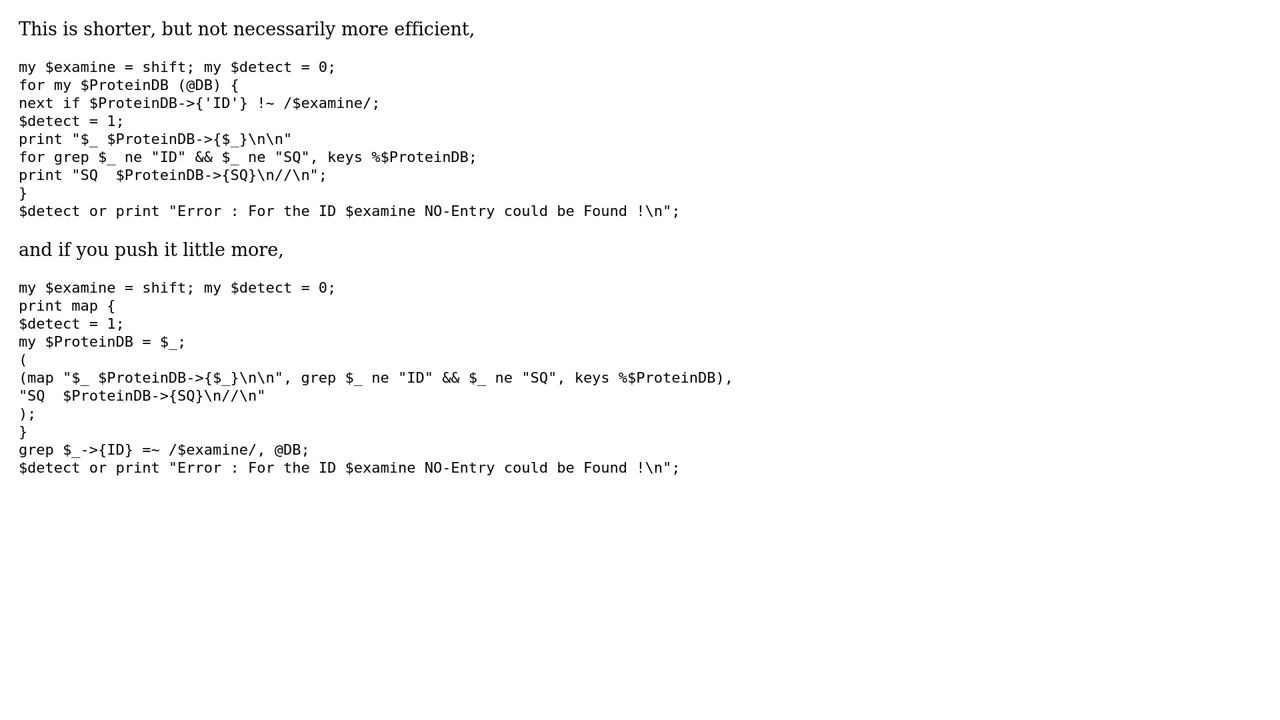 This is shorter, but not necessarily more efficient,
my $examine = shift; my $detect = 0;
for my $ProteinDB (@DB) {
next if $ProteinDB->{'ID'} !~ /$examine/;
$detect = 1;
print "$_ $ProteinDB->{$_}\n\n"
for grep $_ ne "ID" && $_ ne "SQ", keys %$ProteinDB;
print "SQ  $ProteinDB->{SQ}\n//\n";
}
$detect or print "Error : For the ID $examine NO-Entry could be Found !\n";
and if you push it little more,
my $examine = shift; my $detect = 0;
print map {
$detect = 1;
my $ProteinDB = $_;
(
(map "$_ $ProteinDB->{$_}\n\n", grep $_ ne "ID" && $_ ne "SQ", keys %$ProteinDB),
"SQ  $ProteinDB->{SQ}\n//\n"
);
}
grep $_->{ID} =~ /$examine/, @DB;
$detect or print "Error : For the ID $examine NO-Entry could be Found !\n";